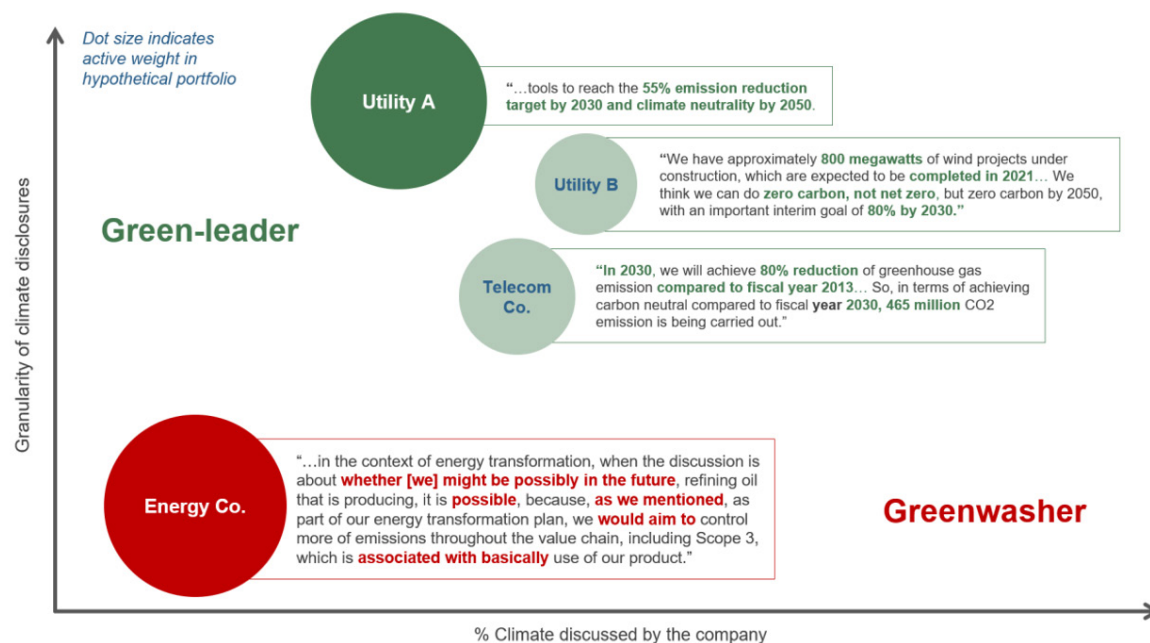 Dot size indicates
active weight in
hypothetical portfolio
Utility A
“…tools to reach the 55% emission reduction
target by 2030 and climate neutrality by 2050.
Utility B
“We have approximately 800 megawatts of wind projects under
construction, which are expected to be completed in 2021… We
think we can do zero carbon, not net zero, but zero carbon by 2050,
with an important interim goal of 80% by 2030.”
Green-leader
Telecom
Co.
“In 2030, we will achieve 80% reduction of greenhouse gas
emission compared to fiscal year 2013… So, in terms of achieving
carbon neutral compared to fiscal year 2030, 465 million CO2
emission is being carried out.”
Granularity of climate disclosures
Energy Co.
“…in the context of energy transformation, when the discussion is
about whether [we] might be possibly in the future, refining oil
that is producing, it is possible, because, as we mentioned, as
part of our energy transformation plan, we would aim to control
more of emissions throughout the value chain, including Scope 3,
which is associated with basically use of our product.”
Greenwasher
% Climate discussed by the company